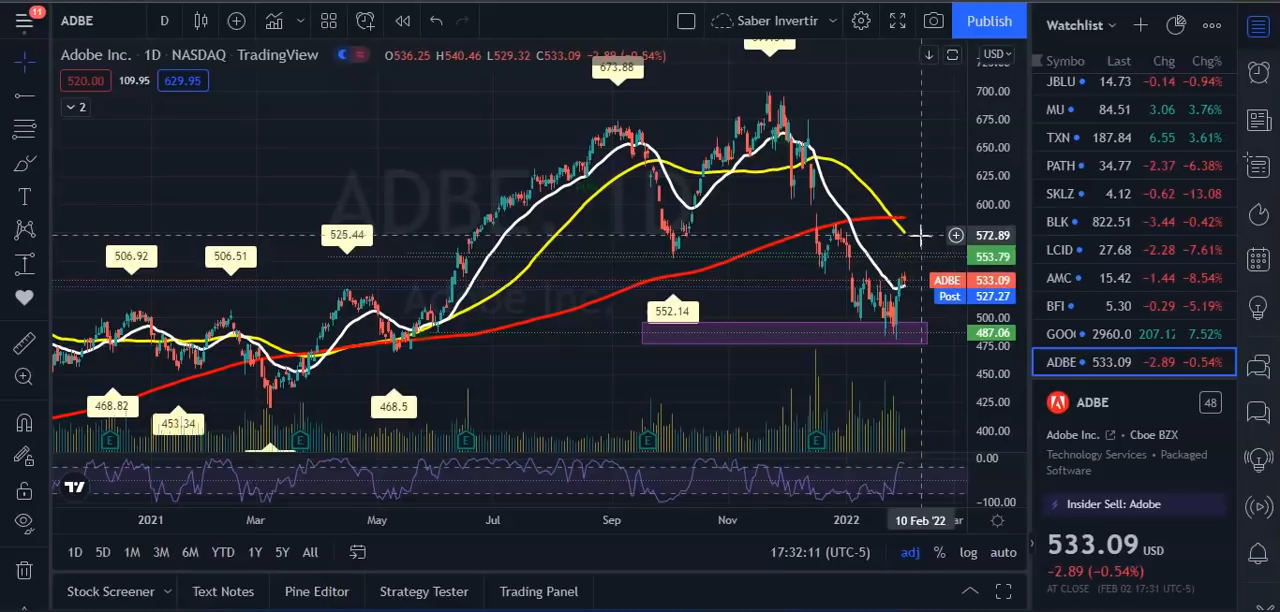 11
ADBE
D
Saber Invertir
Publish
Adobe Inc. · 1D · NASDAQ · TradingView
O536.25 H540.46 L529.32 C533.09 −2.89 (−0.54%)
USD
520.00 109.95 629.95
2
673.88
700.00
675.00
650.00
625.00
600.00
572.89
553.79
ADBE 533.09
Post 527.27
500.00
487.06
475.00
450.00
425.00
400.00
0.00
-100.00
506.92
506.51
525.44
552.14
468.82
453.34
468.5
E E E E E
ADBE, 1D
Adobe Inc.
2021 Mar May Jul Sep Nov 2022 10 Feb '22 ar
1D 5D 1M 3M 6M YTD 1Y 5Y All
17:32:11 (UTC-5) adj % log auto
Stock Screener Text Notes Pine Editor Strategy Tester Trading Panel
Watchlist
Symbo Last Chg Chg%
JBLU 14.73 −0.14 −0.94%
MU 84.51 3.06 3.76%
TXN 187.84 6.55 3.61%
PATH 34.77 −2.37 −6.38%
SKLZ 4.12 −0.62 −13.08
BLK 822.51 −3.44 −0.42%
LCID 27.68 −2.28 −7.61%
AMC 15.42 −1.44 −8.54%
BFI 5.30 −0.29 −5.19%
GOO 2960.0 207.12 7.52%
ADBE 533.09 −2.89 −0.54%
ADBE
48
Adobe Inc. · Cboe BZX
Technology Services · Packaged
Software
Insider Sell: Adobe
533.09 USD
−2.89 (−0.54%)
AT CLOSE (FEB 02 17:31 UTC-5)